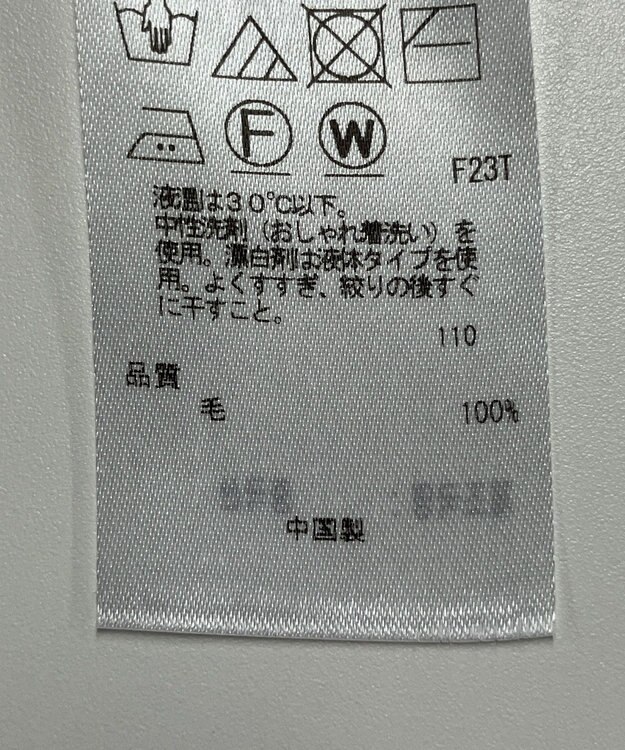 F
W
F23T
液温は30℃以下。
中性洗剤（おしゃれ着洗い）を
使用。漂白剤は液体タイプを使
用。よくすすぎ、絞りの後すぐ
に干すこと。
110
品質
毛 100%
中国製